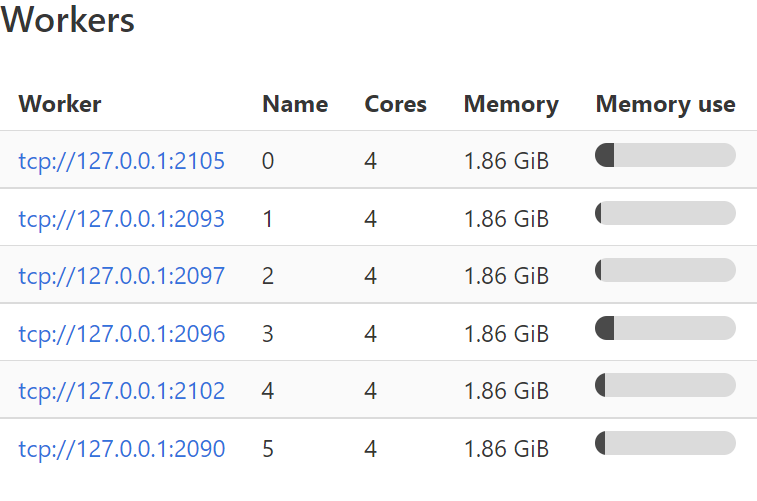 Workers
Worker Name Cores Memory Memory use
tcp://127.0.0.1:2105 0 4 1.86 GiB
tcp://127.0.0.1:2093 1 4 1.86 GiB
tcp://127.0.0.1:2097 2 4 1.86 GiB
tcp://127.0.0.1:2096 3 4 1.86 GiB
tcp://127.0.0.1:2102 4 4 1.86 GiB
tcp://127.0.0.1:2090 5 4 1.86 GiB